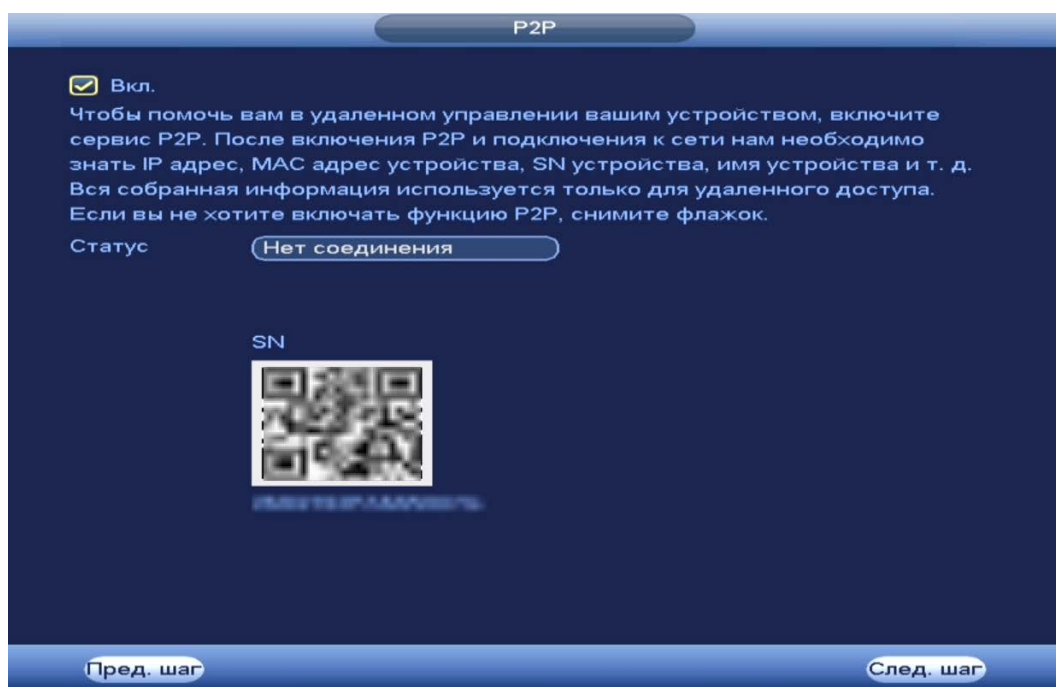 P2P
Вкл.
Чтобы помочь вам в удаленном управлении вашим устройством, включите
сервис P2P. После включения P2P и подключения к сети нам необходимо
знать IP адрес, MAC адрес устройства, SN устройства, имя устройства и т. д.
Вся собранная информация используется только для удаленного доступа.
Если вы не хотите включать функцию P2P, снимите флажок.
Статус Нет соединения
SN
Пред. шаг След. шаг